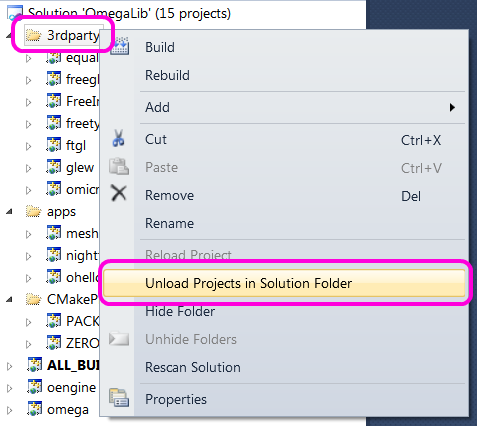 Solution 'OmegaLib' (15 projects)
3rdparty
equal
freegl
FreeIn
freety
ftgl
glew
omicr
apps
mesh
night
ohello
CMakeP
PACK
ZERO
ALL_BUI
oengine
omega
Build
Rebuild
Add
Cut Ctrl+X
Paste Ctrl+V
Remove Del
Rename
Reload Project
Unload Projects in Solution Folder
Hide Folder
Unhide Folders
Rescan Solution
Properties